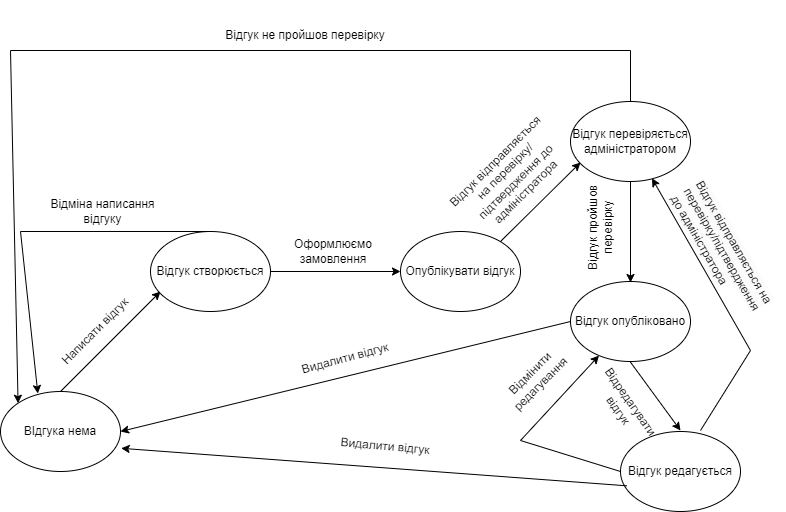 Відгук не пройшов перевірку
Відгук перевіряється
адміністратором
Відгук відправляється
на перевірку/
підтвердження до
адміністратора
Відгук відправляється на
перевірку/підтвердження
до адміністратора
Відгук пройшов
перевірку
Відміна написання
відгуку
Відгук створюється
Оформлюємо
замовлення
Опублікувати відгук
Написати відгук
Відгук опубліковано
Видалити відгук
Відмінити
редагування
Відредагувати
відгук
ВІдгука нема
Видалити відгук
Відгук редагується